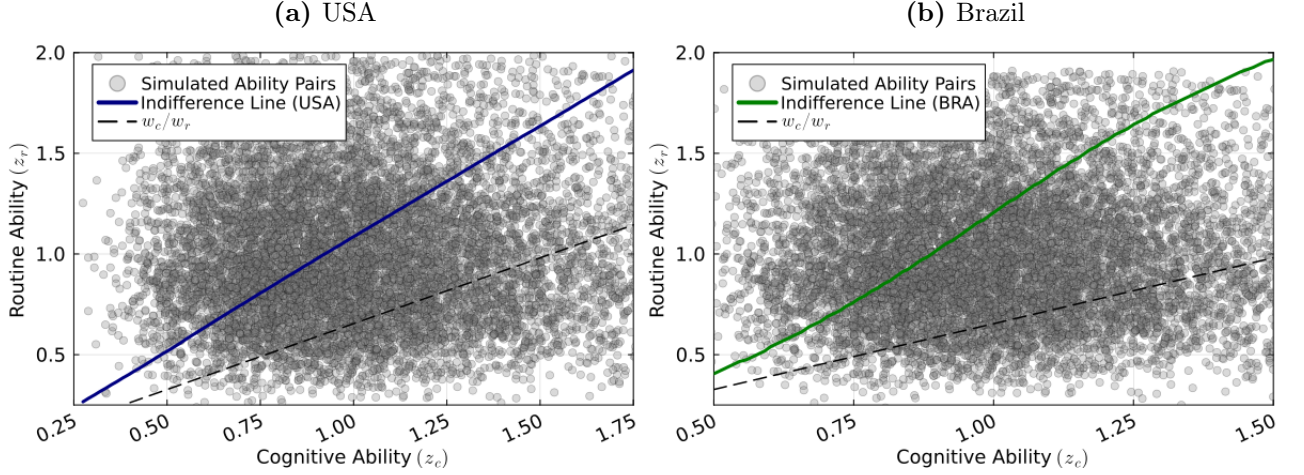 (a) USA
2.0
1.5
1.0
0.5
Routine Ability (z_r)
Simulated Ability Pairs
Indifference Line (USA)
w_c/w_r
0.25
0.50
0.75
1.00
1.25
1.50
1.75
Cognitive Ability (z_c)
(b) Brazil
2.0
1.5
1.0
0.5
Routine Ability (z_r)
Simulated Ability Pairs
Indifference Line (BRA)
w_c/w_r
0.50
0.75
1.00
1.25
1.50
Cognitive Ability (z_c)